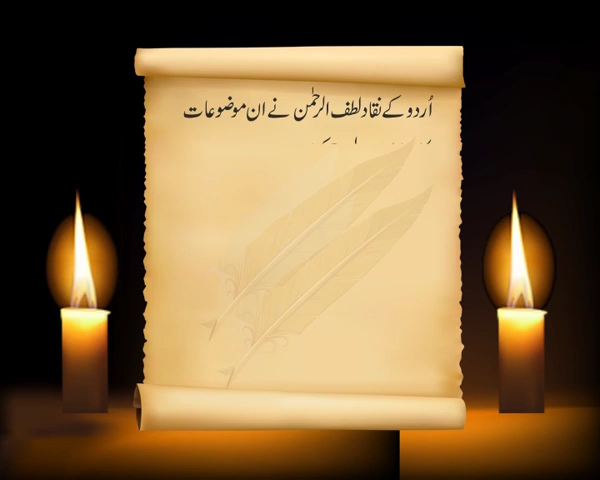 اُردو کے نقاد لطف الرحمٰن نے ان موضوعات